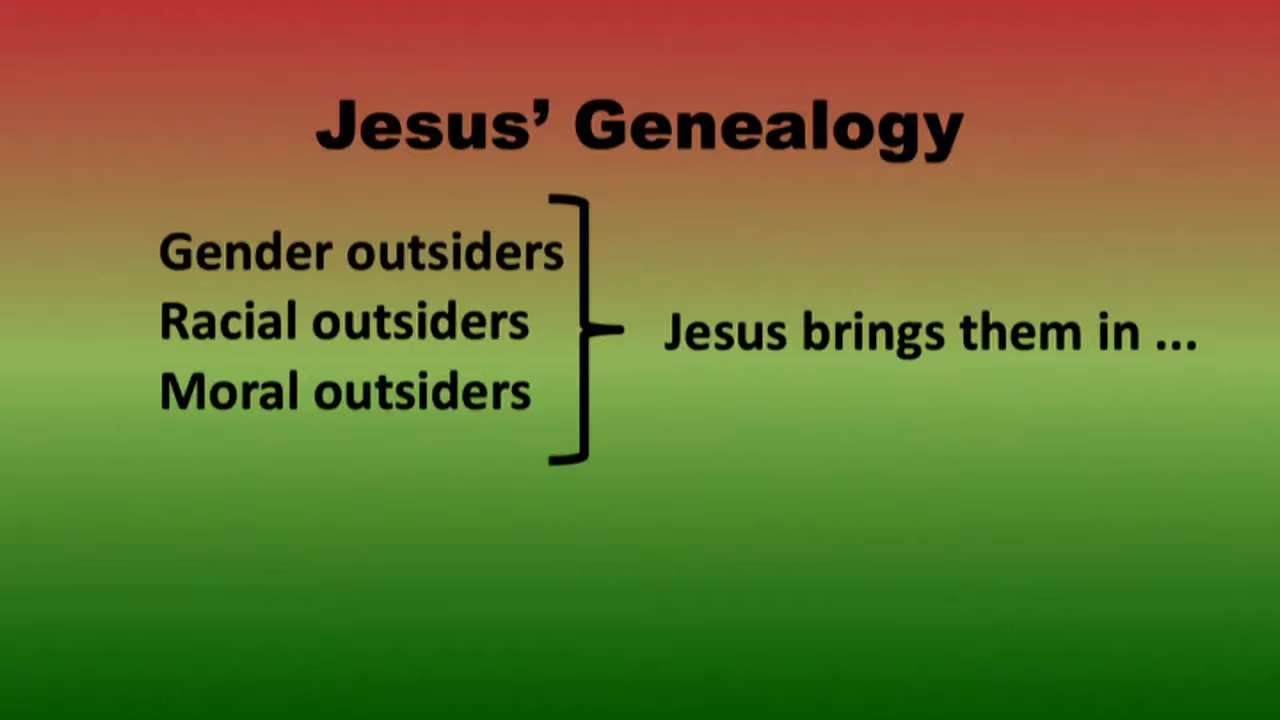 Jesus’ Genealogy
Gender outsiders
Racial outsiders
Moral outsiders
Jesus brings them in ...